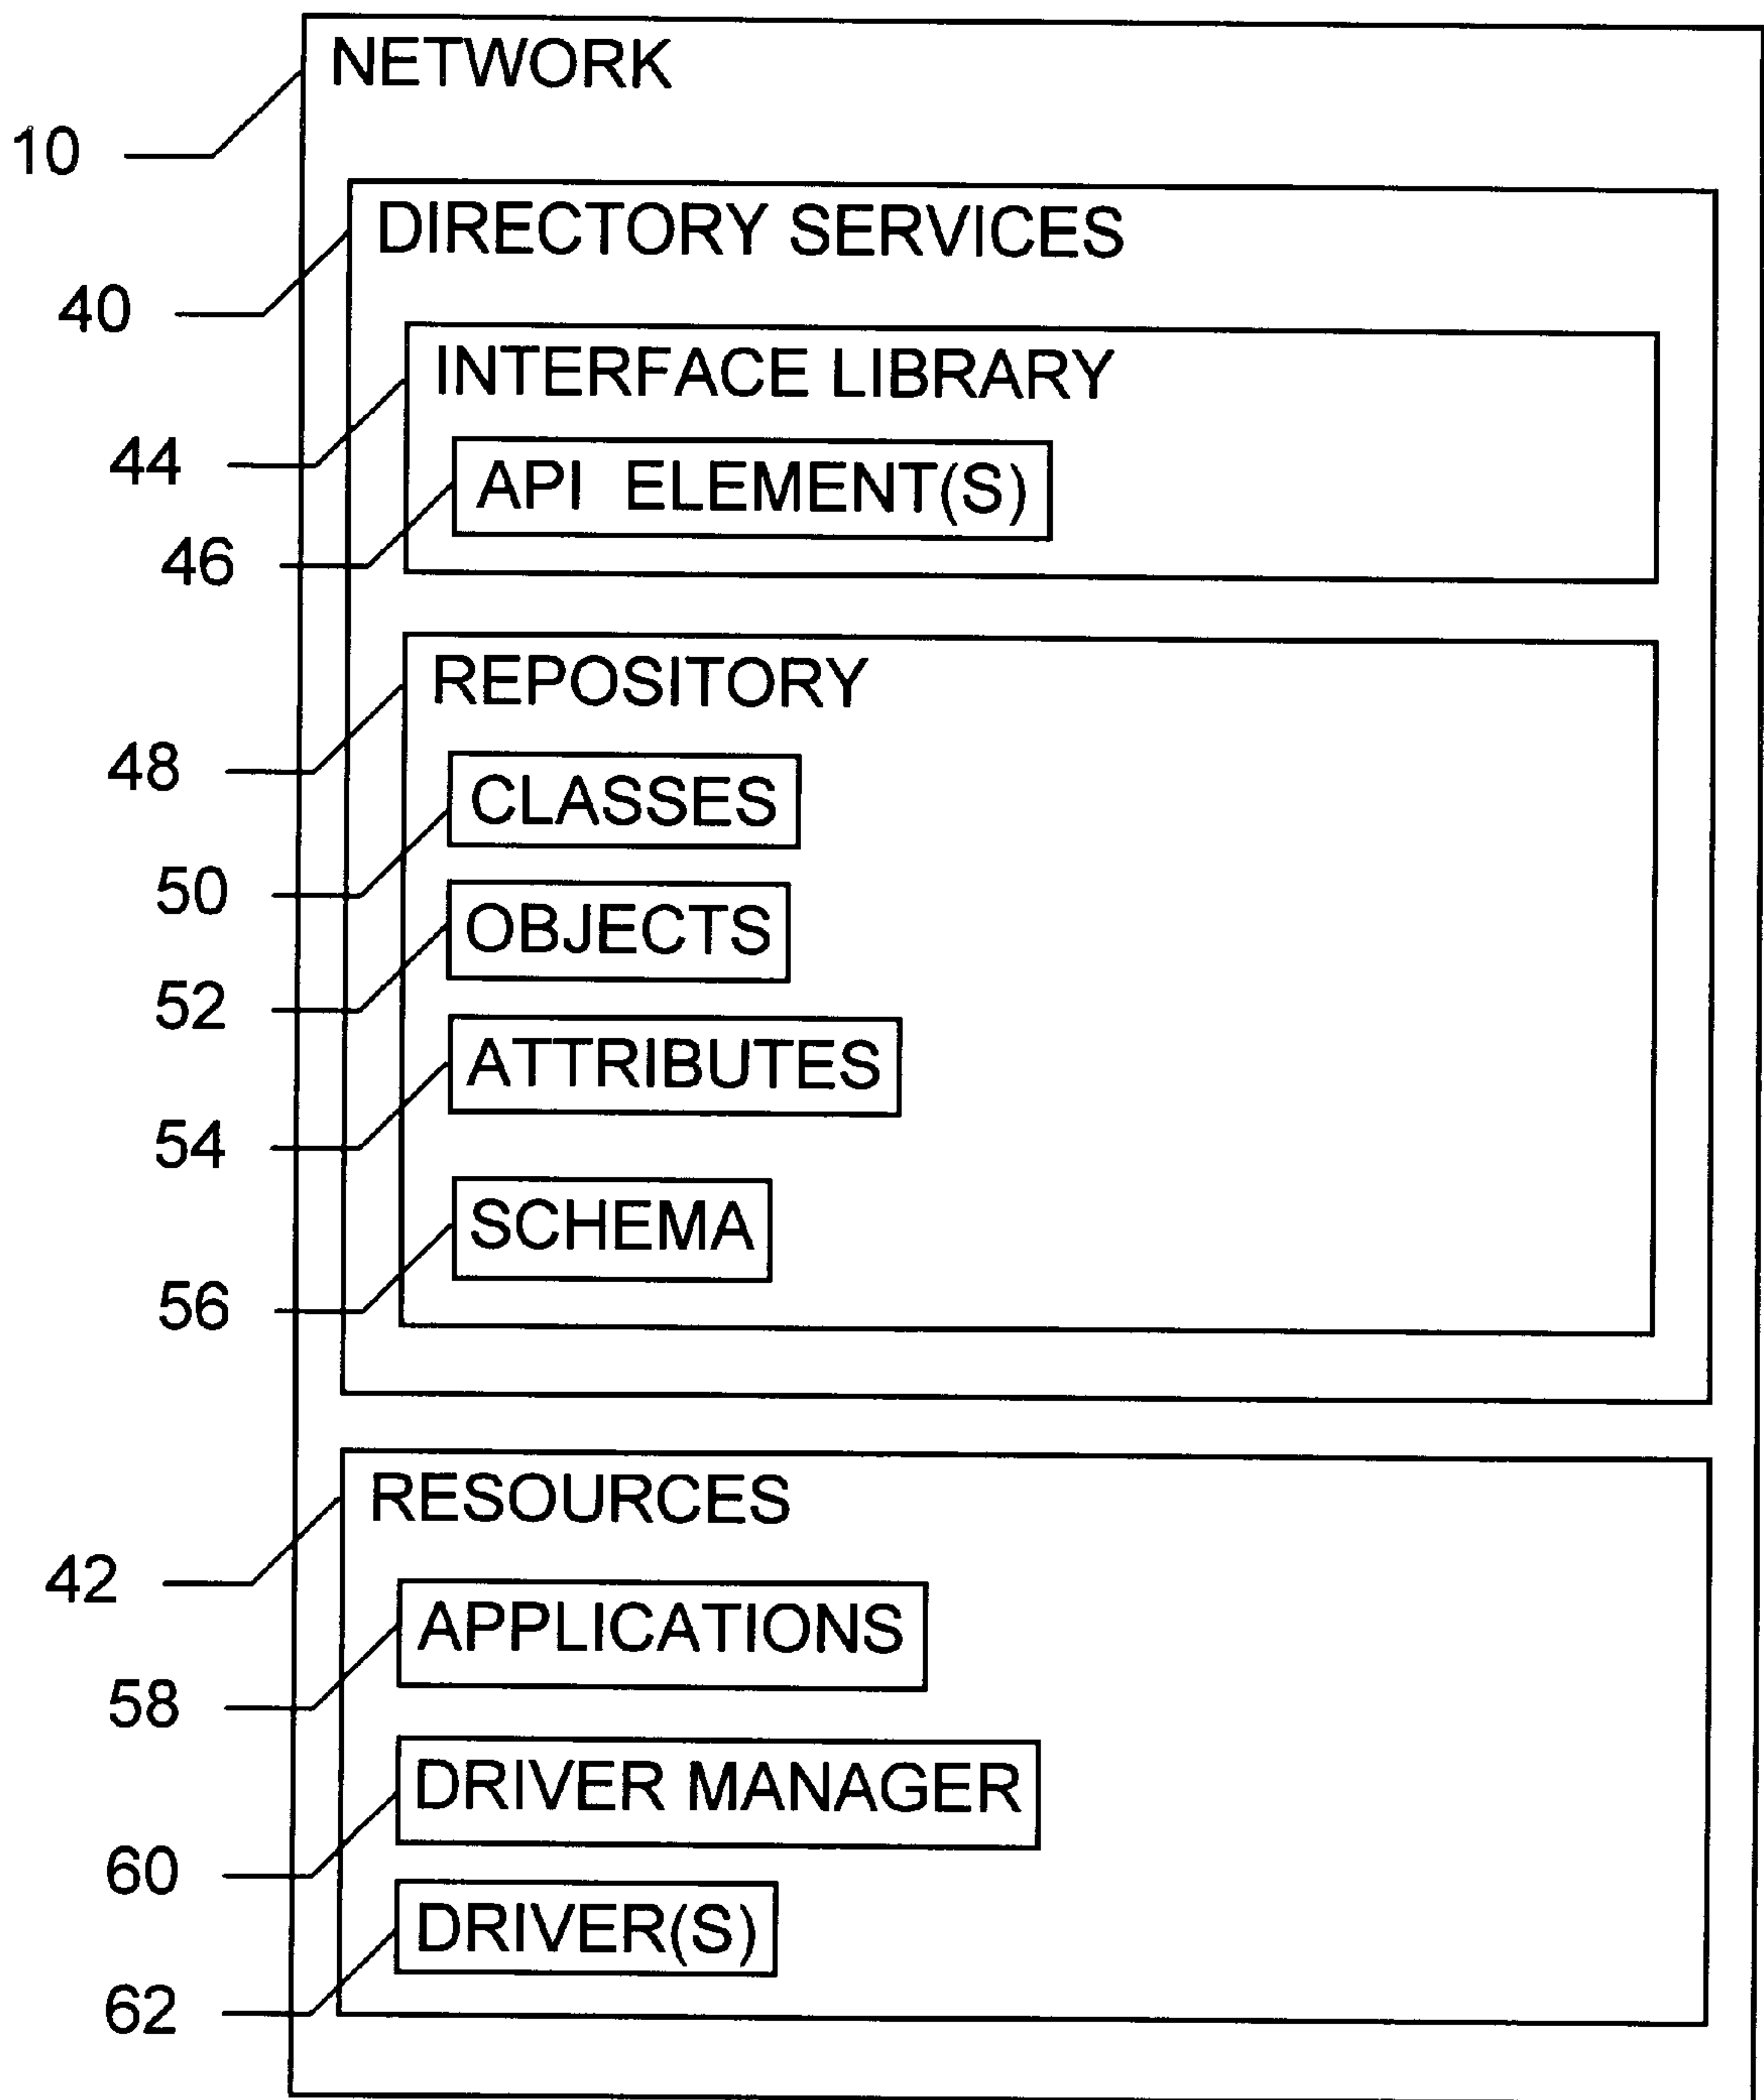 NETWORK
10
DIRECTORY SERVICES
40
INTERFACE LIBRARY
44
API ELEMENT(S)
46
REPOSITORY
48
CLASSES
50
OBJECTS
52
ATTRIBUTES
54
SCHEMA
56
RESOURCES
42
APPLICATIONS
58
DRIVER MANAGER
60
DRIVER(S)
62